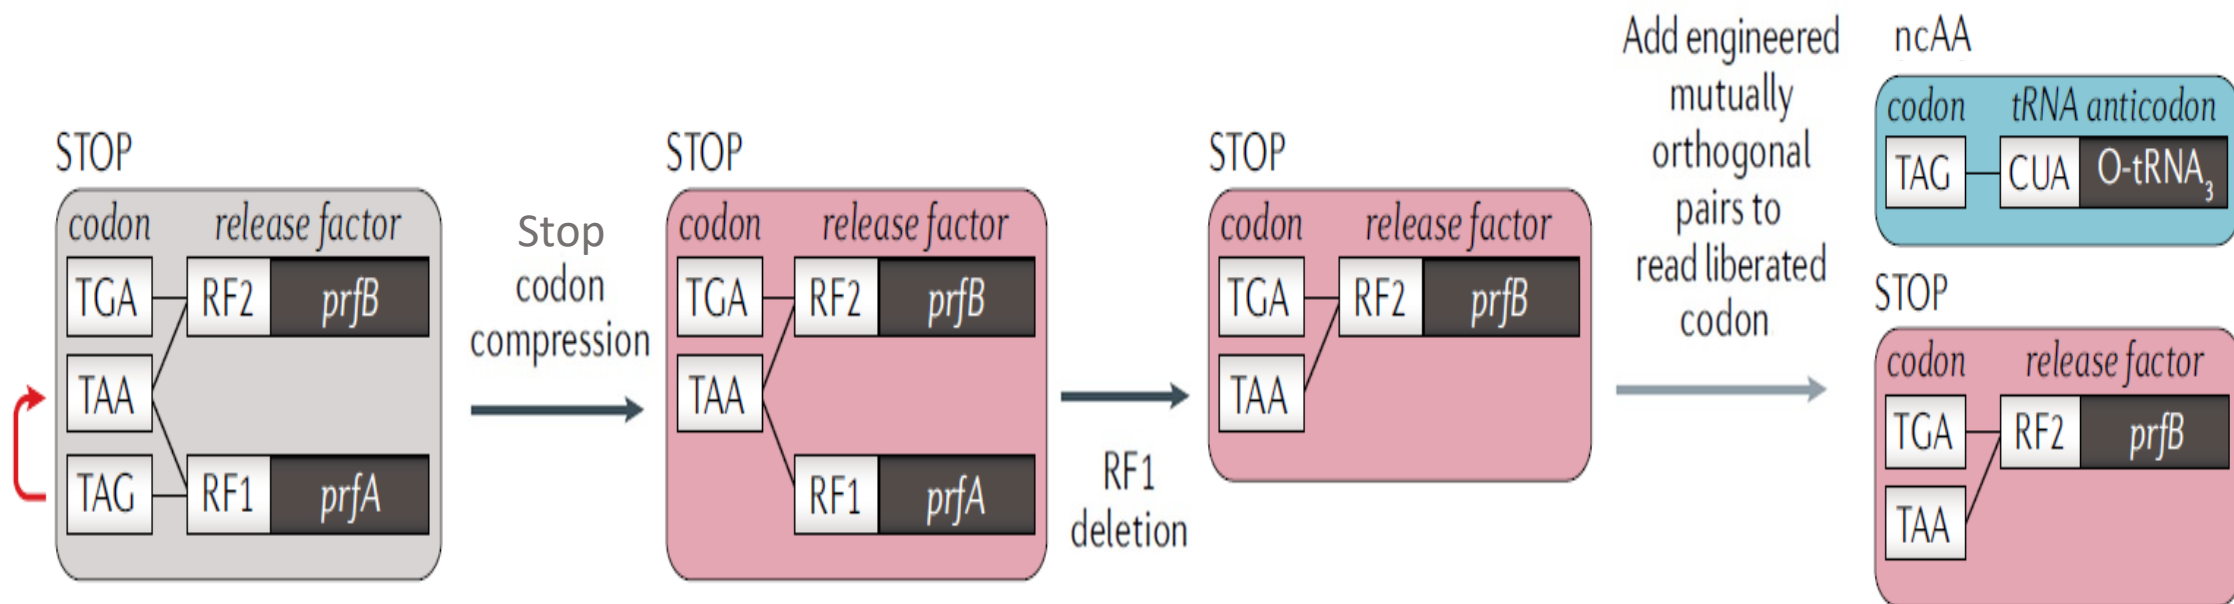 STOP
codon release factor
TGA RF2 prfB
TAA
TAG RF1 prfA
Stop
codon
compression
STOP
codon release factor
TGA RF2 prfB
TAA
RF1 prfA
RF1
deletion
STOP
codon release factor
TGA RF2 prfB
TAA
Add engineered
mutually
orthogonal
pairs to
read liberated
codon
ncAA
codon tRNA anticodon
TAG CUA O-tRNA3
STOP
codon release factor
TGA RF2 prfB
TAA